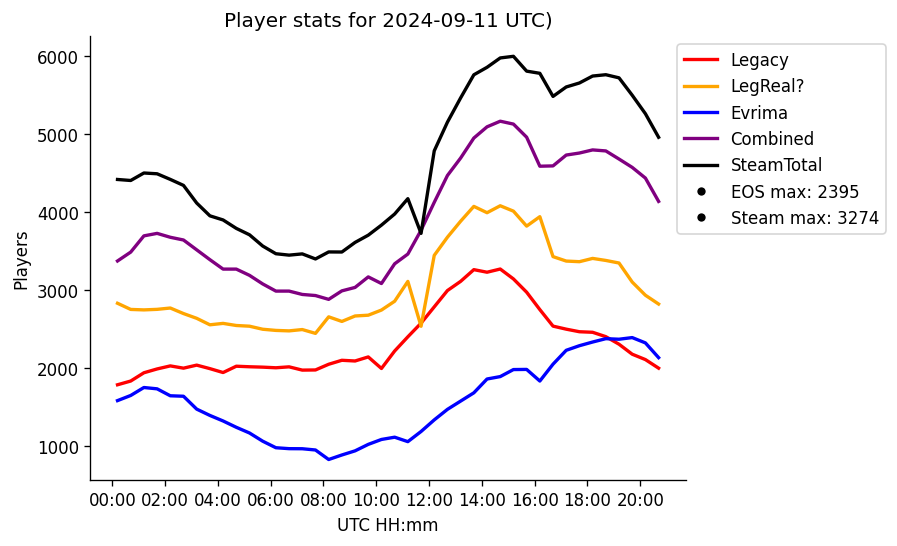 Player stats for 2024-09-11 UTC)
Legacy
LegReal?
Evrima
Combined
SteamTotal
EOS max: 2395
Steam max: 3274
6000
5000
4000
3000
2000
1000
Players
00:00 02:00 04:00 06:00 08:00 10:00 12:00 14:00 16:00 18:00 20:00
UTC HH:mm